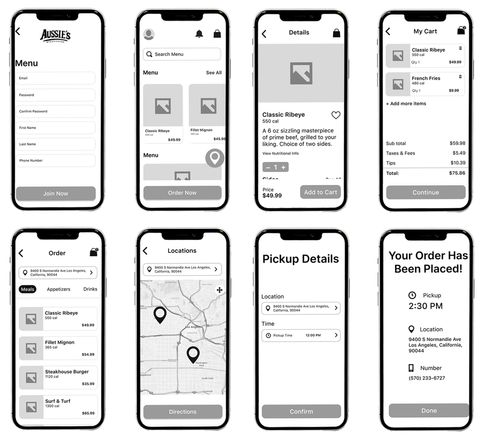 AUSSIE'S
Menu
Email
Password
Confirm Password
First Name
Last Name
Phone Number
Join Now
Search Menu
Menu
See All
Classic Ribeye
$49.99
Fillet Mignon
$34.99
Menu
Order Now
Details
Classic Ribeye
550 cal
A 6 oz sizzling masterpiece
of prime beef, grilled to your
liking. Choice of two sides.
View Nutritional Info
− 1 +
Sides
Price
$49.99
Add to Cart
My Cart
Classic Ribeye
550 cal
Qty 1
$49.99
French Fries
480 cal
Qty 1
$9.99
+ Add more items
Sub total
$59.98
Taxes & Fees
$5.49
Tips
$10.39
Total:
$75.86
Continue
Order
9400 S Normandie Ave Los Angeles,
California, 90044
Meals
Appetizers
Drinks
Classic Ribeye
550 cal
$49.99
Fillet Mignon
365 cal
$34.99
Steakhouse Burger
1120 cal
$35.99
Surf & Turf
1300 cal
$65.99
Locations
9400 S Normandie Ave Los Angeles,
California, 90044
Directions
Pickup Details
Location
9400 S Normandie Ave Los Angeles,
California, 90044
Time
Pickup Time
12:00 PM
Confirm
Your Order Has
Been Placed!
Pickup
2:30 PM
Location
9400 S Normandie Ave
Los Angeles, California,
90044
Number
(570) 233-8727
Done